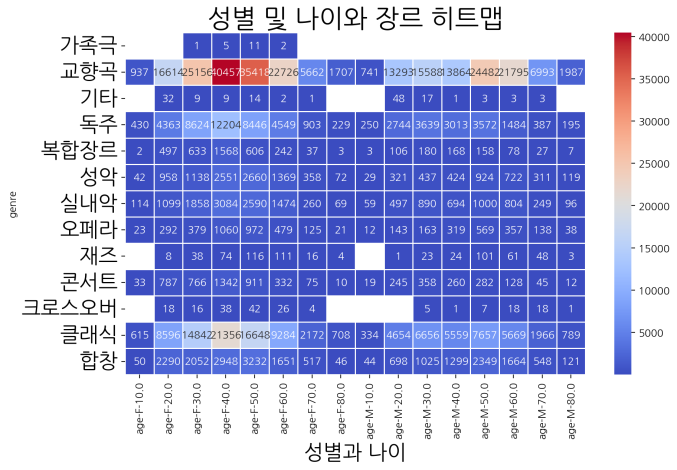 성별 및 나이와 장르 히트맵
genre
가족극 1 5 11 2
교향곡 937 16614 25156 40457 35418 22726 5662 1707 741 13293 15588 13864 24482 21795 6993 1987
기타 32 9 9 14 2 1 48 17 1 3 3 3
독주 430 4363 8624 12204 8446 4549 903 229 250 2744 3639 3013 3572 1484 387 195
복합장르 2 497 633 1568 606 242 37 3 3 106 180 168 158 78 27 7
성악 42 958 1138 2551 2660 1369 358 72 29 321 437 424 924 722 311 119
실내악 114 1099 1858 3084 2590 1474 260 69 59 497 890 694 1000 804 249 96
오페라 23 292 379 1060 972 479 125 21 12 143 163 319 569 357 138 38
재즈 8 38 74 116 111 16 4 1 23 24 101 61 48 3
콘서트 33 787 766 1342 911 332 75 10 19 245 358 260 282 128 45 12
크로스오버 18 16 38 42 26 4 5 1 7 18 18 1
클래식 615 8596 14842 21356 16648 9284 2172 708 334 4654 6656 5559 7657 5669 1966 789
합창 50 2290 2052 2948 3232 1651 517 46 44 698 1025 1299 2349 1664 548 121
age-F-10.0 age-F-20.0 age-F-30.0 age-F-40.0 age-F-50.0 age-F-60.0 age-F-70.0 age-F-80.0 age-M-10.0 age-M-20.0 age-M-30.0 age-M-40.0 age-M-50.0 age-M-60.0 age-M-70.0 age-M-80.0
성별과 나이
40000
35000
30000
25000
20000
15000
10000
5000